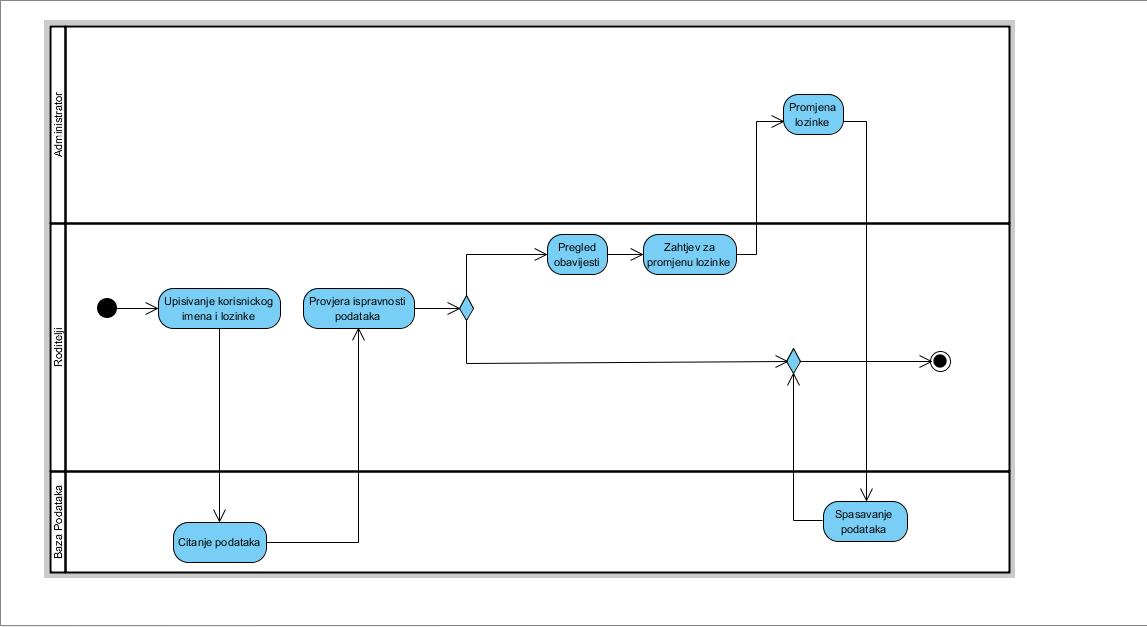 Administrator
Promjena
lozinke
Roditelji
Pregled
obavijesti
Zahtjev za
promjenu lozinke
Upisivanje korisnickog
imena i lozinke
Provjera ispravnosti
podataka
Baza Podataka
Citanje podataka
Spasavanje
podataka